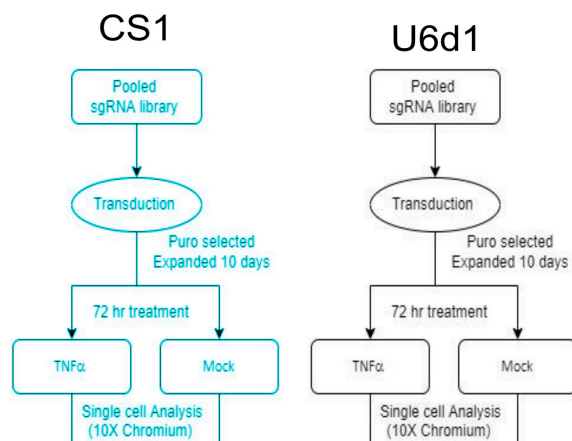 CS1
Pooled
sgRNA library
Transduction
Puro selected
Expanded 10 days
72 hr treatment
TNFα
Mock
Single cell Analysis
(10X Chromium)
U6d1
Pooled
sgRNA library
Transduction
Puro selected
Expanded 10 days
72 hr treatment
TNFα
Mock
Single cell Analysis
(10X Chromium)